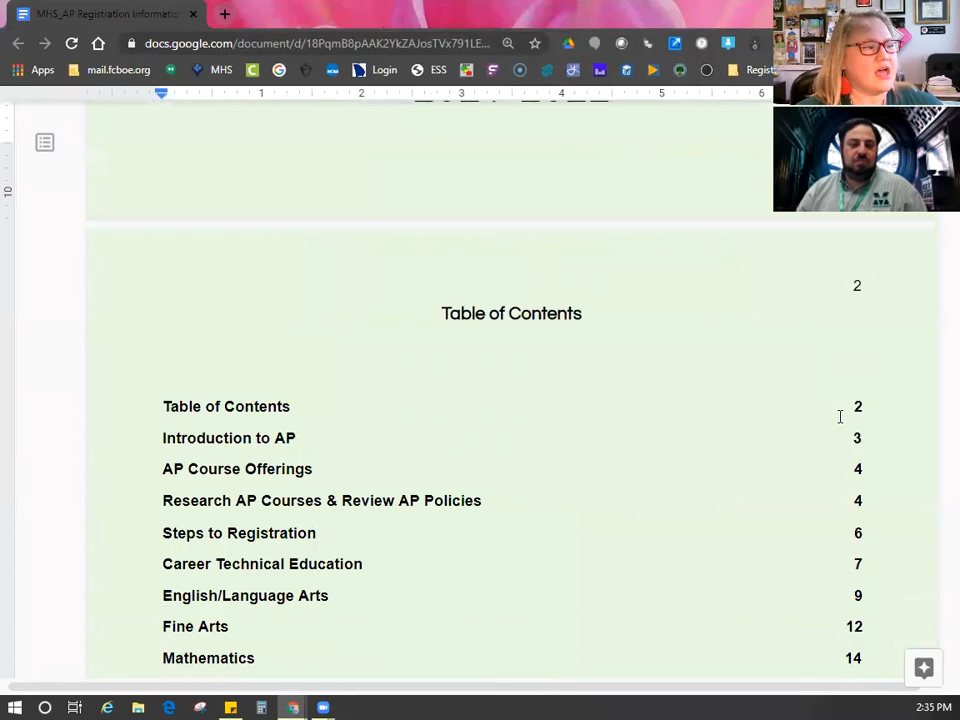 MHS_AP Registration Informatic
docs.google.com/document/d/18PqmB8pAAK2YkZAJosTVx791LE...
Apps
mail.fcboe.org
MHS
Login
ESS
Regist
1 2 3 4 5 6
10
2
Table of Contents
Table of Contents 2
Introduction to AP 3
AP Course Offerings 4
Research AP Courses & Review AP Policies 4
Steps to Registration 6
Career Technical Education 7
English/Language Arts 9
Fine Arts 12
Mathematics 14
2:35 PM